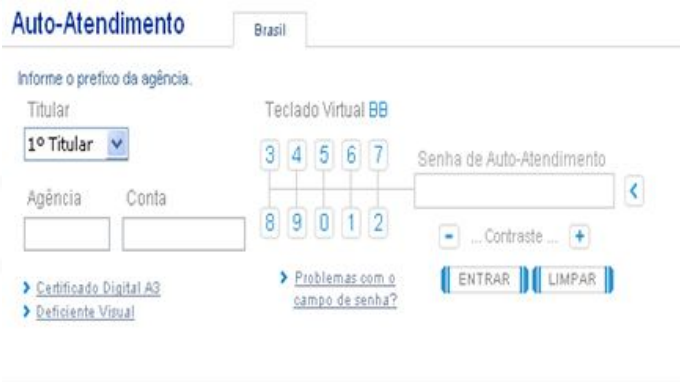 Auto-Atendimento
Brasil
Informe o prefixo da agência.
Titular
1º Titular
Agência
Conta
Teclado Virtual BB
3 4 5 6 7
8 9 0 1 2
Senha de Auto-Atendimento
<
- ... Contraste ... +
ENTRAR
LIMPAR
Certificado Digital A3
Deficiente Visual
Problemas com o
campo de senha?